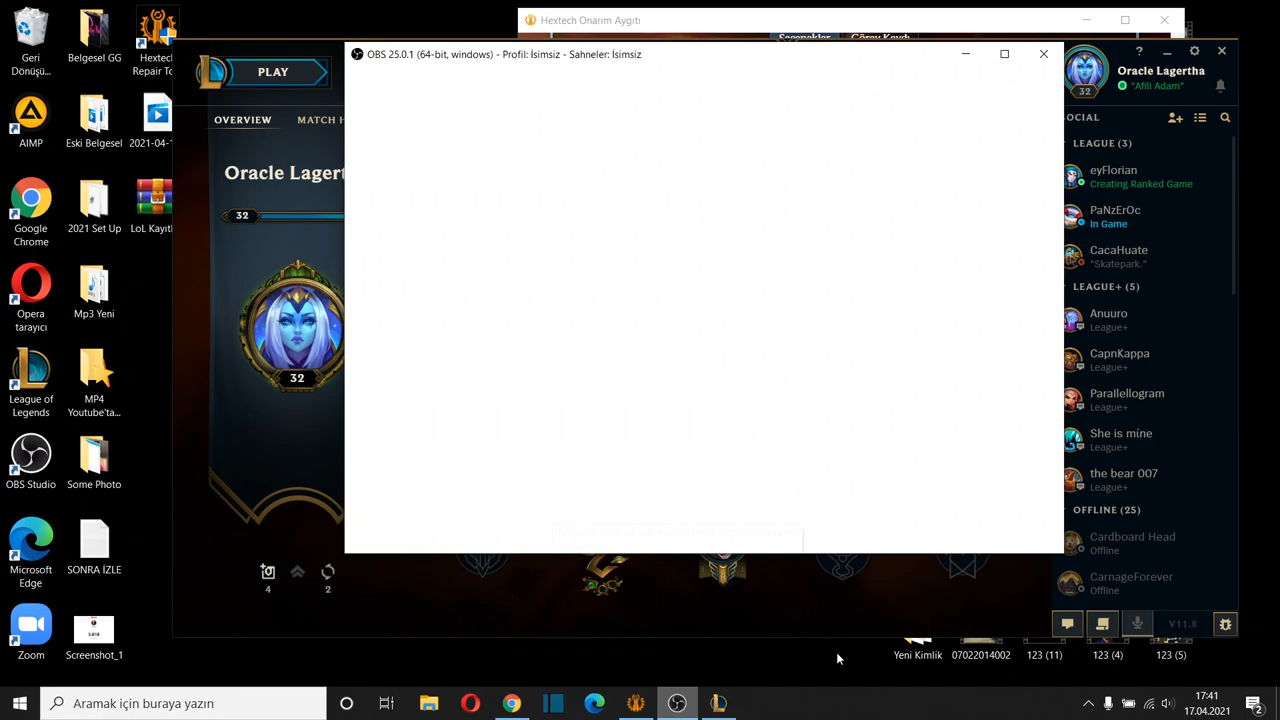 Geri
Dönüş...
Belgesel GG
Hextec
Repair To
AIMP
Eski Belgesel
2021-04-1
Google
Chrome
2021 Set Up
LoL Kayıtl
Opera
tarayıcı
Mp3 Yeni
League of
Legends
MP4
Youtube'ta...
OBS Studio
Some Photo
Microsoft
Edge
SONRA İZLE
Zoom
Screenshot_1
Hextech Onarım Aygıtı
OBS 25.0.1 (64-bit, windows) - Profil: İsimsiz - Sahneler: İsimsiz
PLAY
OVERVIEW
MATCH H
Oracle Lagert
32
32
4
2
32
Oracle Lagertha
"Afili Adam"
SOCIAL
LEAGUE (3)
eyFlorian
Creating Ranked Game
PaNzErOc
In Game
CacaHuate
"Skatepark."
LEAGUE+ (5)
Anuuro
League+
CapnKappa
League+
Parallellogram
League+
She is míne
League+
the bear 007
League+
OFFLINE (25)
Cardboard Head
Offline
CarnageForever
Offline
V11.8
Yeni Kimlik
07022014002
123 (11)
123 (4)
123 (5)
Aramak için buraya yazın
17:41
17.04.2021
2